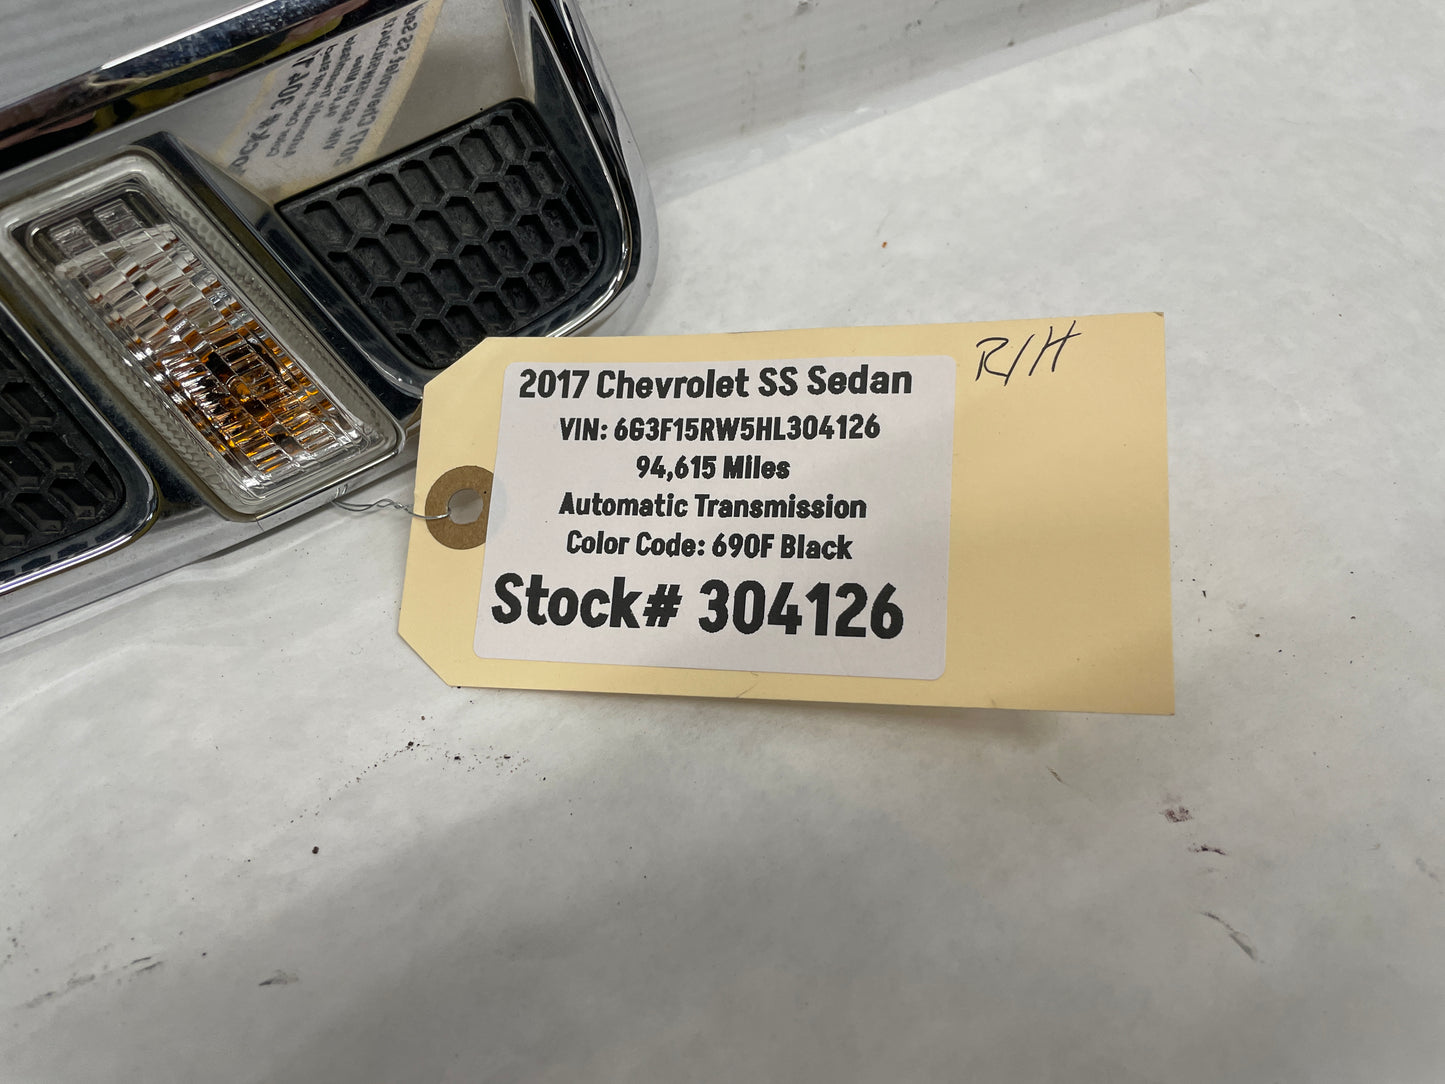 2017 Chevrolet SS Sedan
VIN: 6G3F15RW5HL304126
94,615 Miles
Automatic Transmission
Color Code: 690F Black
Stock# 304126
R/H